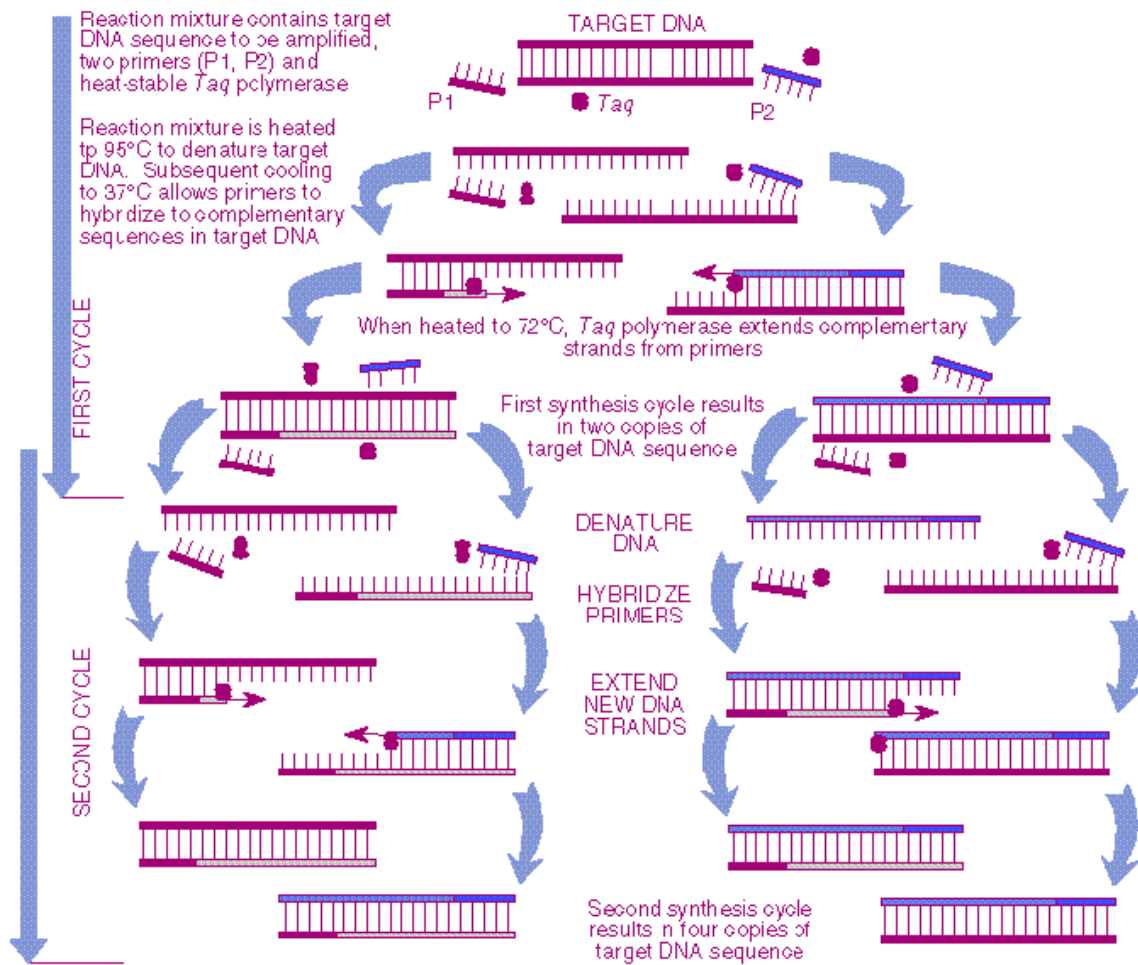 Reaction mixture contains target
DNA sequence to be amplified,
two primers (P1, P2) and
heat-stable Taq polymerase
TARGET DNA
P1
Taq
P2
Reaction mixture is heated
tp 95°C to denature target
DNA. Subsequent cooling
to 37°C allows primers to
hybridize to complementary
sequences in target DNA
When heated to 72°C, Taq polymerase extends complementary
strands from primers
FIRST CYCLE
First synthesis cycle results
in two copies of
target DNA sequence
DENATURE
DNA
HYBRIDIZE
PRIMERS
SECOND CYCLE
EXTEND
NEW DNA
STRANDS
Second synthesis cycle
results in four copies of
target DNA sequence